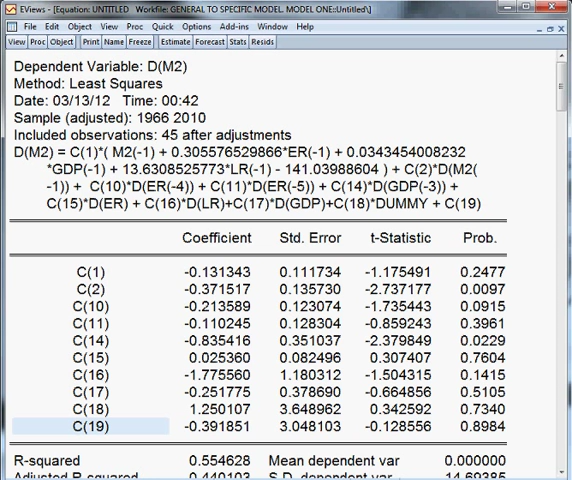 EViews - [Equation: UNTITLED Workfile: GENERAL TO SPECIFIC MODEL. MODEL ONE::Untitled\]
File Edit Object View Proc Quick Options Add-ins Window Help
View Proc Object Print Name Freeze Estimate Forecast Stats Resids
Dependent Variable: D(M2)
Method: Least Squares
Date: 03/13/12 Time: 00:42
Sample (adjusted): 1966 2010
Included observations: 45 after adjustments
D(M2) = C(1)*( M2(-1) + 0.305576529866*ER(-1) + 0.0343454008232
*GDP(-1) + 13.6308525773*LR(-1) - 141.03988604 ) + C(2)*D(M2(
-1)) + C(10)*D(ER(-4)) + C(11)*D(ER(-5)) + C(14)*D(GDP(-3)) +
C(15)*D(ER) + C(16)*D(LR)+C(17)*D(GDP)+C(18)*DUMMY + C(19)
Coefficient Std. Error t-Statistic Prob.
C(1) -0.131343 0.111734 -1.175491 0.2477
C(2) -0.371517 0.135730 -2.737177 0.0097
C(10) -0.213589 0.123074 -1.735443 0.0915
C(11) -0.110245 0.128304 -0.859243 0.3961
C(14) -0.835416 0.351037 -2.379849 0.0229
C(15) 0.025360 0.082496 0.307407 0.7604
C(16) -1.775560 1.180312 -1.504315 0.1415
C(17) -0.251775 0.378690 -0.664856 0.5105
C(18) 1.250107 3.648962 0.342592 0.7340
C(19) -0.391851 3.048103 -0.128556 0.8984
R-squared 0.554628 Mean dependent var 0.000000
Adjusted R-squared 0.440103 S.D. dependent var 14.69385